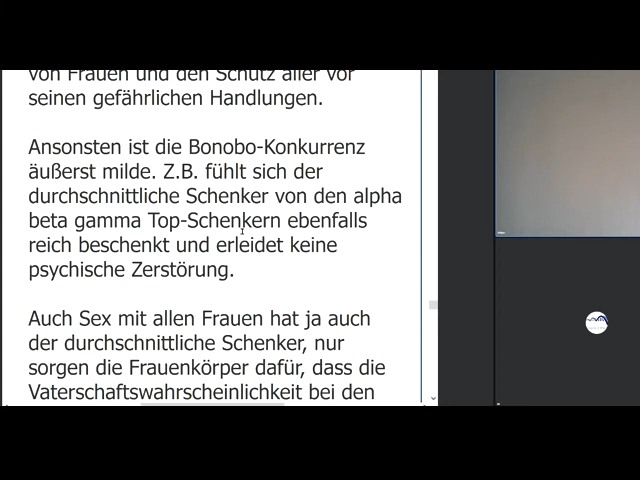 von Frauen und den Schutz aller vor
seinen gefährlichen Handlungen.
Ansonsten ist die Bonobo-Konkurrenz
äußerst milde. Z.B. fühlt sich der
durchschnittliche Schenker von den alpha
beta gamma Top-Schenkern ebenfalls
reich beschenkt und erleidet keine
psychische Zerstörung.
Auch Sex mit allen Frauen hat ja auch
der durchschnittliche Schenker, nur
sorgen die Frauenkörper dafür, dass die
Vaterschaftswahrscheinlichkeit bei den